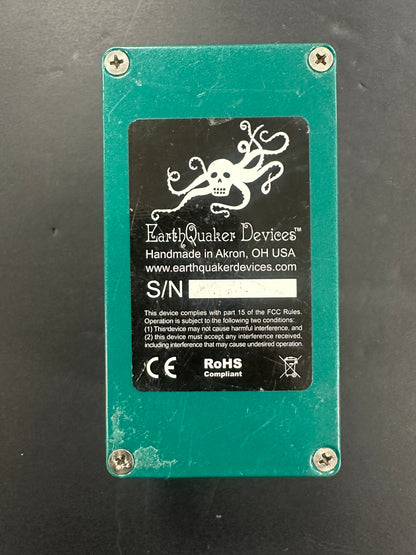 EarthQuaker Devices™
Handmade in Akron, OH USA
www.earthquakerdevices.com
S/N
This device complies with part 15 of the FCC Rules.
Operation is subject to the following two conditions:
(1) This device may not cause harmful interference, and
(2) this device must accept any interference received,
including interference that may cause undesired operation.
CE RoHS
Compliant